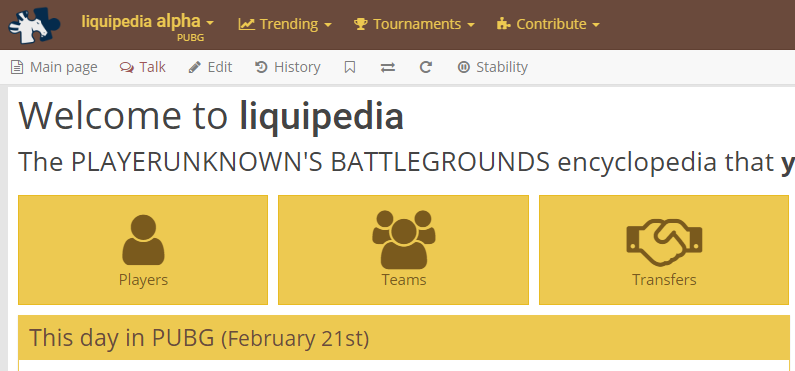 liquipedia alpha
PUBG
Trending
Tournaments
Contribute
Main page
Talk
Edit
History
Stability
Welcome to liquipedia
The PLAYERUNKNOWN'S BATTLEGROUNDS encyclopedia that
Players
Teams
Transfers
This day in PUBG (February 21st)